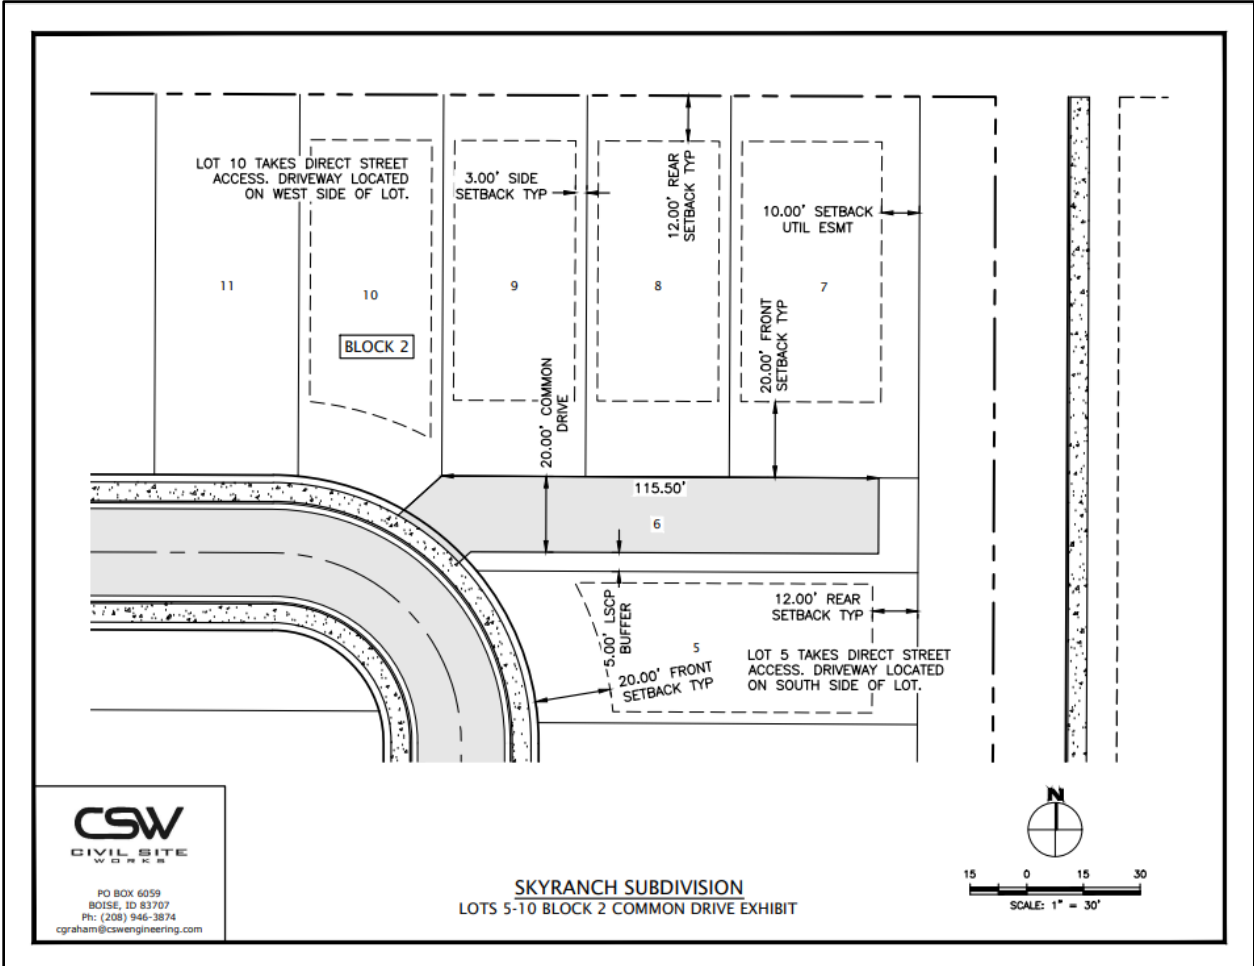 LOT 10 TAKES DIRECT STREET
ACCESS. DRIVEWAY LOCATED
ON WEST SIDE OF LOT.
3.00' SIDE
SETBACK TYP
12.00' REAR
SETBACK TYP
10.00' SETBACK
UTIL ESMT
11
10
9
8
7
BLOCK 2
20.00' FRONT
SETBACK TYP
20.00' COMMON
DRIVE
115.50'
6
5.00' LSCP
BUFFER
12.00' REAR
SETBACK TYP
5
LOT 5 TAKES DIRECT STREET
ACCESS. DRIVEWAY LOCATED
ON SOUTH SIDE OF LOT.
20.00' FRONT
SETBACK TYP
CSW
CIVIL SITE
WORKS
PO BOX 6059
BOISE, ID 83707
Ph: (208) 946-3874
cgraham@cswengineering.com
SKYRANCH SUBDIVISION
LOTS 5-10 BLOCK 2 COMMON DRIVE EXHIBIT
N
15 0 15 30
SCALE: 1" = 30'